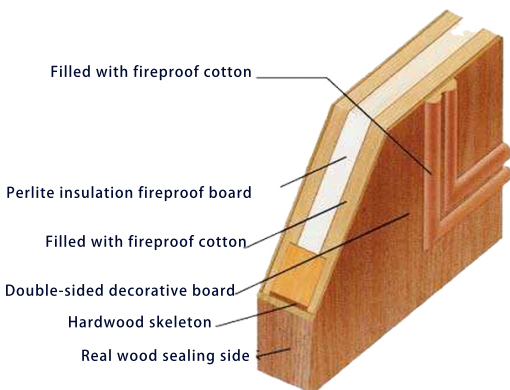 Filled with fireproof cotton
Perlite insulation fireproof board
Filled with fireproof cotton
Double-sided decorative board
Hardwood skeleton
Real wood sealing side